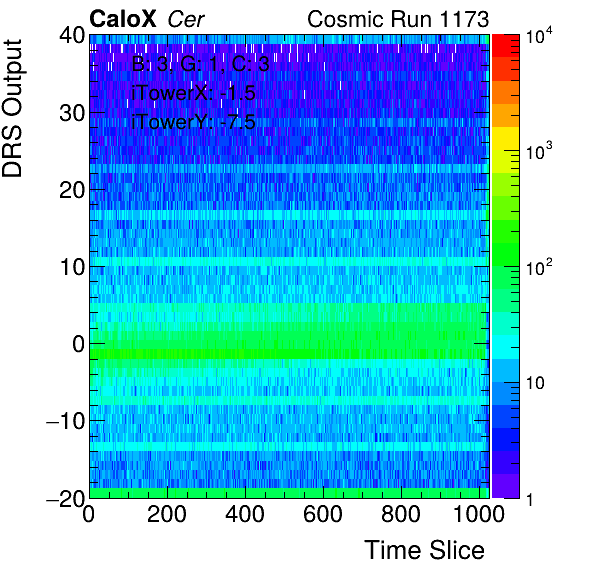 CaloX Cer Cosmic Run 1173
DRS Output
B: 3, G: 1, C: 3
iTowerX: -1.5
iTowerY: -7.5
40
30
20
10
0
−10
−20
0 200 400 600 800 1000
Time Slice
10^4
10^3
10^2
10
1